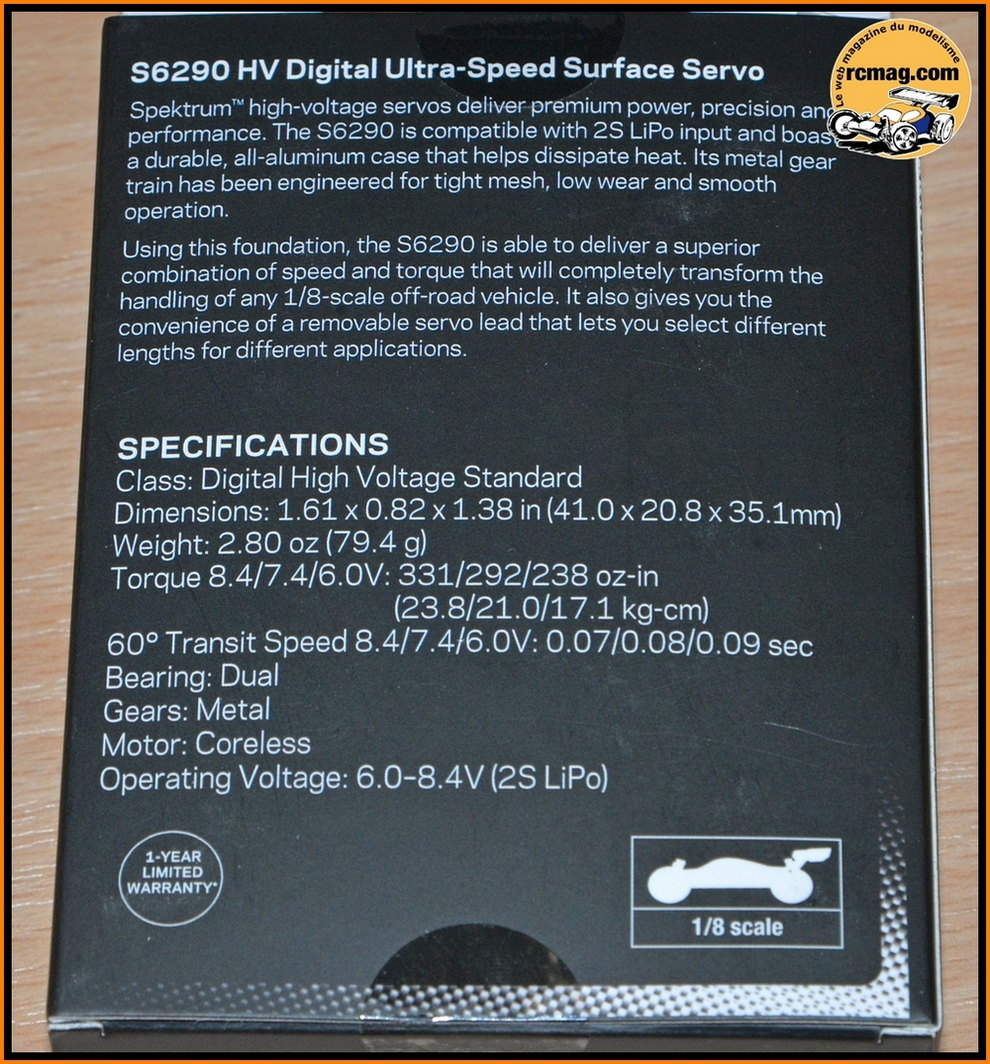 S6290 HV Digital Ultra-Speed Surface Servo
Le web magazine du modelisme
rcmag.com
Spektrum™ high-voltage servos deliver premium power, precision
performance. The S6290 is compatible with 2S LiPo input and
a durable, all-aluminum case that helps dissipate heat. Its metal gear
train has been engineered for tight mesh, low wear and smooth
operation.
Using this foundation, the S6290 is able to deliver a superior
combination of speed and torque that will completely transform the
handling of any 1/8-scale off-road vehicle. It also gives you the
convenience of a removable servo lead that lets you select different
lengths for different applications.
SPECIFICATIONS
Class: Digital High Voltage Standard
Dimensions: 1.61 x 0.82 x 1.38 in (41.0 x 20.8 x 35.1mm)
Weight: 2.80 oz (79.4 g)
Torque 8.4/7.4/6.0V: 331/292/238 oz-in
(23.8/21.0/17.1 kg-cm)
60° Transit Speed 8.4/7.4/6.0V: 0.07/0.08/0.09 sec
Bearing: Dual
Gears: Metal
Motor: Coreless
Operating Voltage: 6.0–8.4V (2S LiPo)
1-YEAR
LIMITED
WARRANTY*
1/8 scale